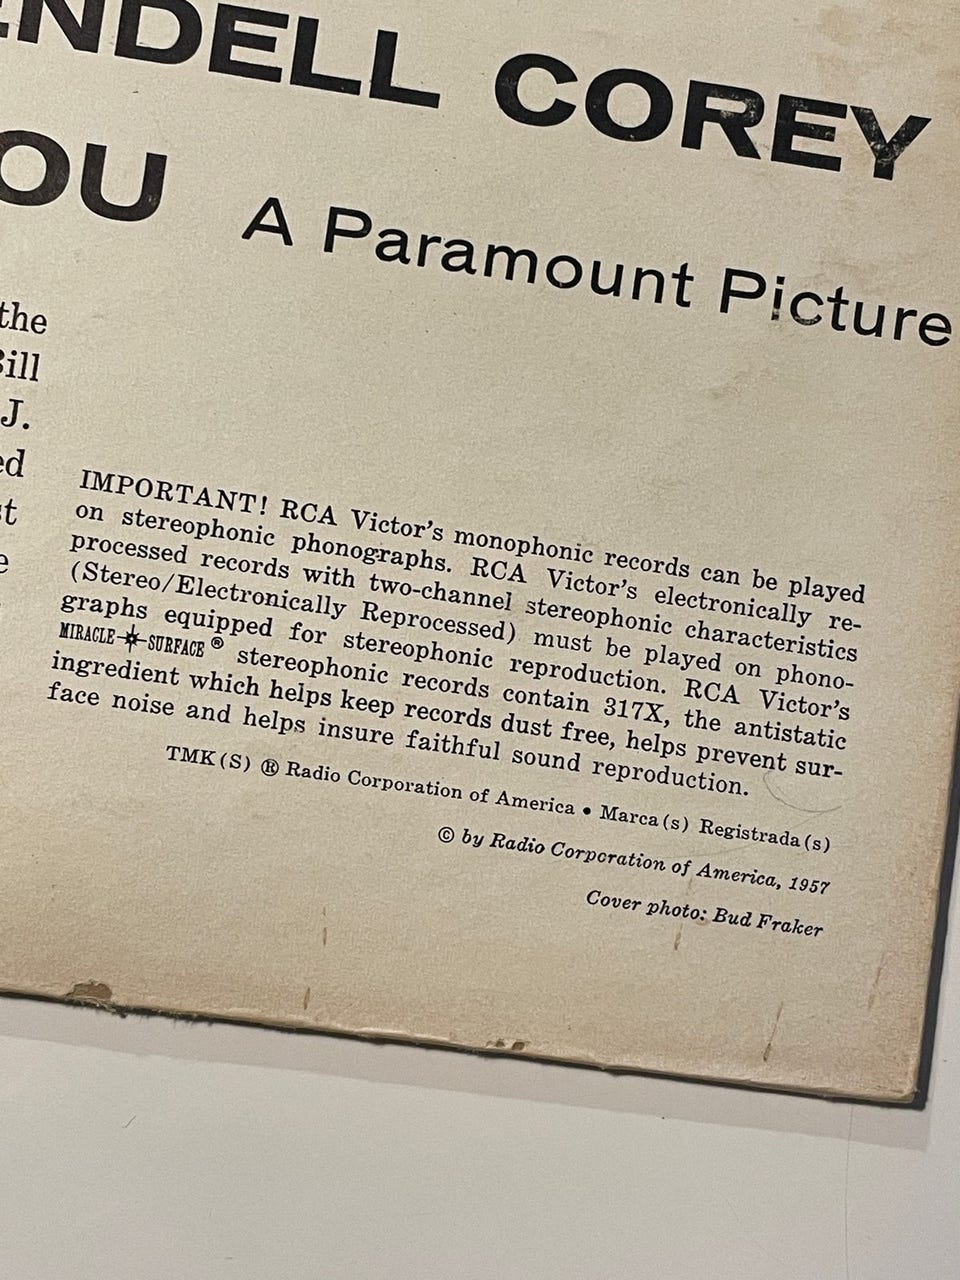 ENDELL COREY
OU A Paramount Picture
the
Bill
J.
ed
st
e
IMPORTANT! RCA Victor's monophonic records can be played
on stereophonic phonographs. RCA Victor's electronically re-
processed records with two-channel stereophonic characteristics
(Stereo/Electronically Reprocessed) must be played on phono-
graphs equipped for stereophonic reproduction. RCA Victor's
MIRACLE SURFACE® stereophonic records contain 317X, the antistatic
ingredient which helps keep records dust free, helps prevent sur-
face noise and helps insure faithful sound reproduction.
TMK(S) ® Radio Corporation of America • Marca(s) Registrada(s)
© by Radio Corporation of America, 1957
Cover photo: Bud Fraker